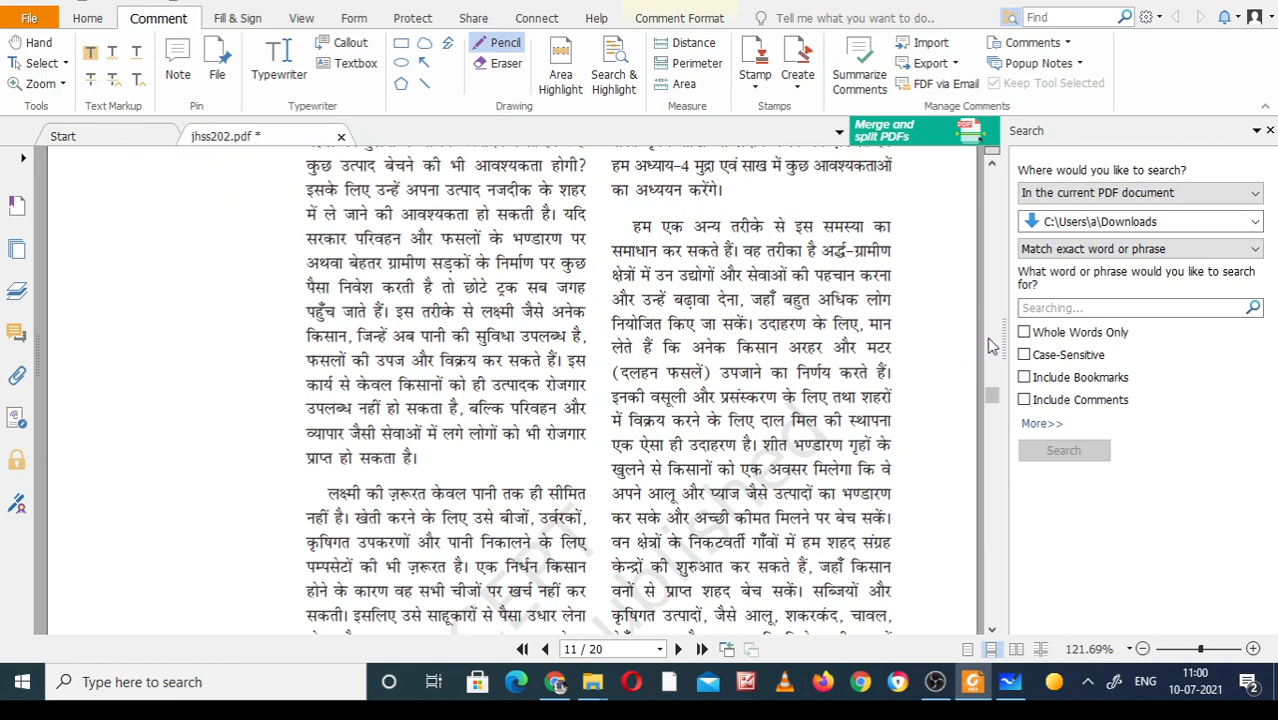 File Comment Fill & Sign View Form Protect Share Connect Help Comment Format Tell me what you want to do.. Find
Hand
Select
Zoom
Tools
Text Markup
Note
File
Pin
Typewriter
Callout
Textbox
Typewriter
Pencil
Eraser
Drawing
Area Highlight
Search & Highlight
Distance
Perimeter
Area
Measure
Stamp
Create
Stamps
Summarize Comments
Import
Export
FDF via Email
Comments
Popup Notes
Keep Tool Selected
Manage Comments
Start
jhss202.pdf *
Merge and split PDFs
कुछ उत्पाद बेचने की भी आवश्यकता होगी?
इसके लिए उन्हें अपना उत्पाद नजदीक के शहर
में ले जाने की आवश्यकता हो सकती है। यदि
सरकार परिवहन और फसलों के भण्डारण पर
अथवा बेहतर ग्रामीण सड़कों के निर्माण पर कुछ
पैसा निवेश करती है तो छोटे ट्रक सब जगह
पहुँच जाते हैं। इस तरीके से लक्ष्मी जैसे अनेक
किसान, जिन्हें अब पानी की सुविधा उपलब्ध है,
फसलों की उपज और विक्रय कर सकते हैं। इस
कार्य से केवल किसानों को ही उत्पादक रोजगार
उपलब्ध नहीं हो सकता है, बल्कि परिवहन और
व्यापार जैसी सेवाओं में लगे लोगों को भी रोजगार
प्राप्त हो सकता है।
लक्ष्मी की ज़रूरत केवल पानी तक ही सीमित
नहीं है। खेती करने के लिए उसे बीजों, उर्वरकों,
कृषिगत उपकरणों और पानी निकालने के लिए
पम्पसेटों की भी ज़रूरत है। एक निर्धन किसान
होने के कारण वह सभी चीजों पर खर्च नहीं कर
सकती। इसलिए उसे साहूकारों से पैसा उधार लेना
हम अध्याय-4 मुद्रा एवं साख में कुछ आवश्यकताओं
का अध्ययन करेंगे।
हम एक अन्य तरीके से इस समस्या का
समाधान कर सकते हैं। वह तरीका है अर्द्ध-ग्रामीण
क्षेत्रों में उन उद्योगों और सेवाओं की पहचान करना
और उन्हें बढ़ावा देना, जहाँ बहुत अधिक लोग
नियोजित किए जा सकें। उदाहरण के लिए, मान
लेते हैं कि अनेक किसान अरहर और मटर
(दलहन फसलें) उपजाने का निर्णय करते हैं।
इनकी वसूली और प्रसंस्करण के लिए तथा शहरों
में विक्रय करने के लिए दाल मिल की स्थापना
एक ऐसा ही उदाहरण है। शीत भण्डारण गृहों के
खुलने से किसानों को एक अवसर मिलेगा कि वे
अपने आलू और प्याज जैसे उत्पादों का भण्डारण
कर सके और अच्छी कीमत मिलने पर बेच सकें।
वन क्षेत्रों के निकटवर्ती गाँवों में हम शहद संग्रह
केन्द्रों की शुरुआत कर सकते हैं, जहाँ किसान
वनों से प्राप्त शहद बेच सकें। सब्जियों और
कृषिगत उत्पादों, जैसे आलू, शकरकंद, चावल,
Search
Where would you like to search?
In the current PDF document
C:\Users\a\Downloads
Match exact word or phrase
What word or phrase would you like to search
for?
Searching...
Whole Words Only
Case-Sensitive
Include Bookmarks
Include Comments
More>>
Search
11 / 20
121.69%
Type here to search
ENG
11:00
10-07-2021
2